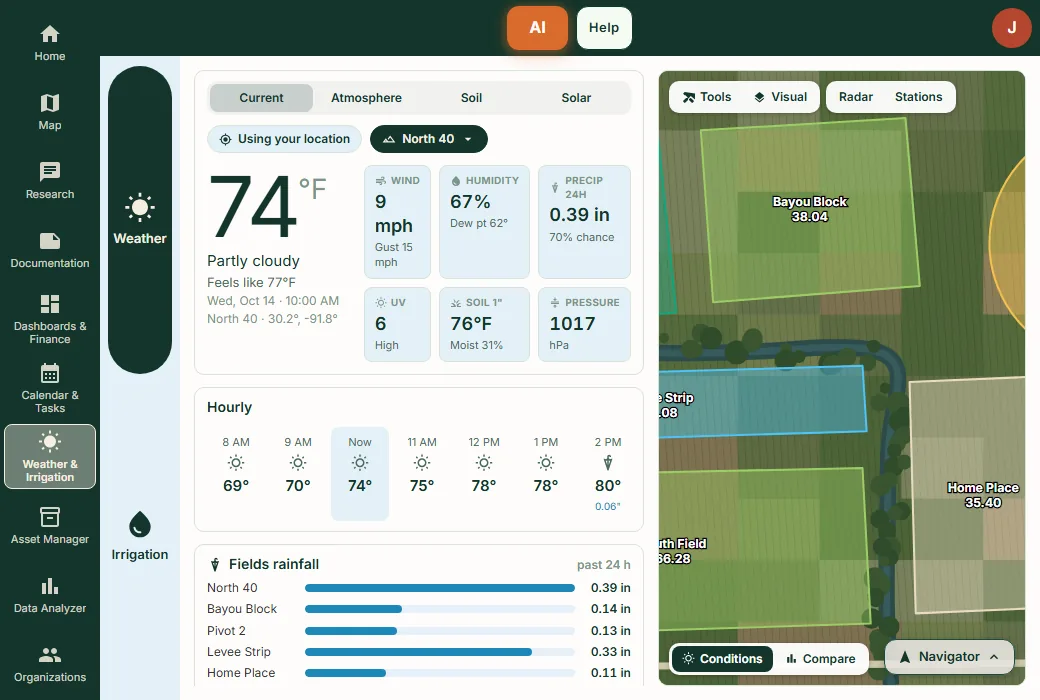 Home
Map
Research
Documentation
Dashboards &
Finance
Calendar &
Tasks
Weather &
Irrigation
Asset Manager
Data Analyzer
Organizations
AI
Help
J
Weather
Irrigation
Current
Atmosphere
Soil
Solar
Using your location
North 40
74°F
Partly cloudy
Feels like 77°F
Wed, Oct 14 · 10:00 AM
North 40 · 30.2°, -91.8°
WIND
9
mph
Gust 15
mph
HUMIDITY
67%
Dew pt 62°
PRECIP
24H
0.39 in
70% chance
UV
6
High
SOIL 1"
76°F
Moist 31%
PRESSURE
1017
hPa
Hourly
8 AM
69°
9 AM
70°
Now
74°
11 AM
75°
12 PM
78°
1 PM
78°
2 PM
80°
0.06"
Fields rainfall
past 24 h
North 40
0.39 in
Bayou Block
0.14 in
Pivot 2
0.13 in
Levee Strip
0.33 in
Home Place
0.11 in
Tools
Visual
Radar
Stations
Bayou Block
38.04
e Strip
.08
uth Field
36.28
Home Place
35.40
Conditions
Compare
Navigator